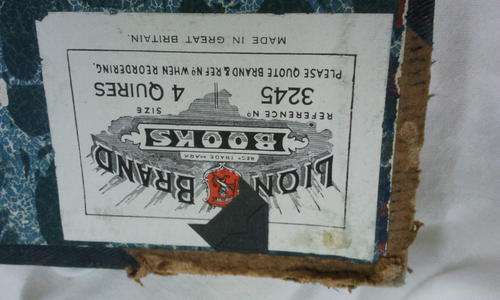 LION BRAND
REGD TRADE MARK
BOOKS
REFERENCE No SIZE
3245 4 QUIRES
PLEASE QUOTE BRAND & REF No WHEN REORDERING.
MADE IN GREAT BRITAIN.